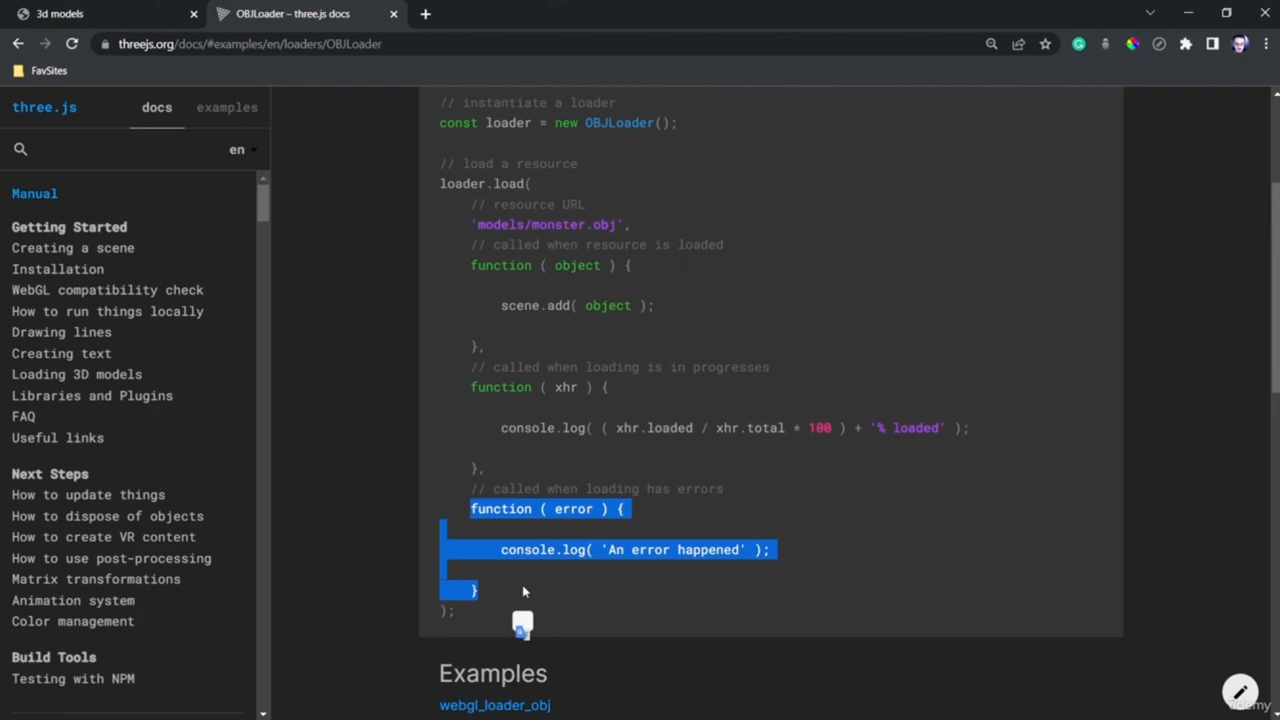 3d models
OBJLoader – three.js docs
threejs.org/docs/#examples/en/loaders/OBJLoader
FavSites
three.js docs examples
en
Manual
Getting Started
Creating a scene
Installation
WebGL compatibility check
How to run things locally
Drawing lines
Creating text
Loading 3D models
Libraries and Plugins
FAQ
Useful links
Next Steps
How to update things
How to dispose of objects
How to create VR content
How to use post-processing
Matrix transformations
Animation system
Color management
Build Tools
Testing with NPM
// instantiate a loader
const loader = new OBJLoader();
// load a resource
loader.load(
// resource URL
'models/monster.obj',
// called when resource is loaded
function ( object ) {
scene.add( object );
},
// called when loading is in progresses
function ( xhr ) {
console.log( ( xhr.loaded / xhr.total * 100 ) + '% loaded' );
},
// called when loading has errors
function ( error ) {
console.log( 'An error happened' );
}
);
Examples
webgl_loader_obj
udemy